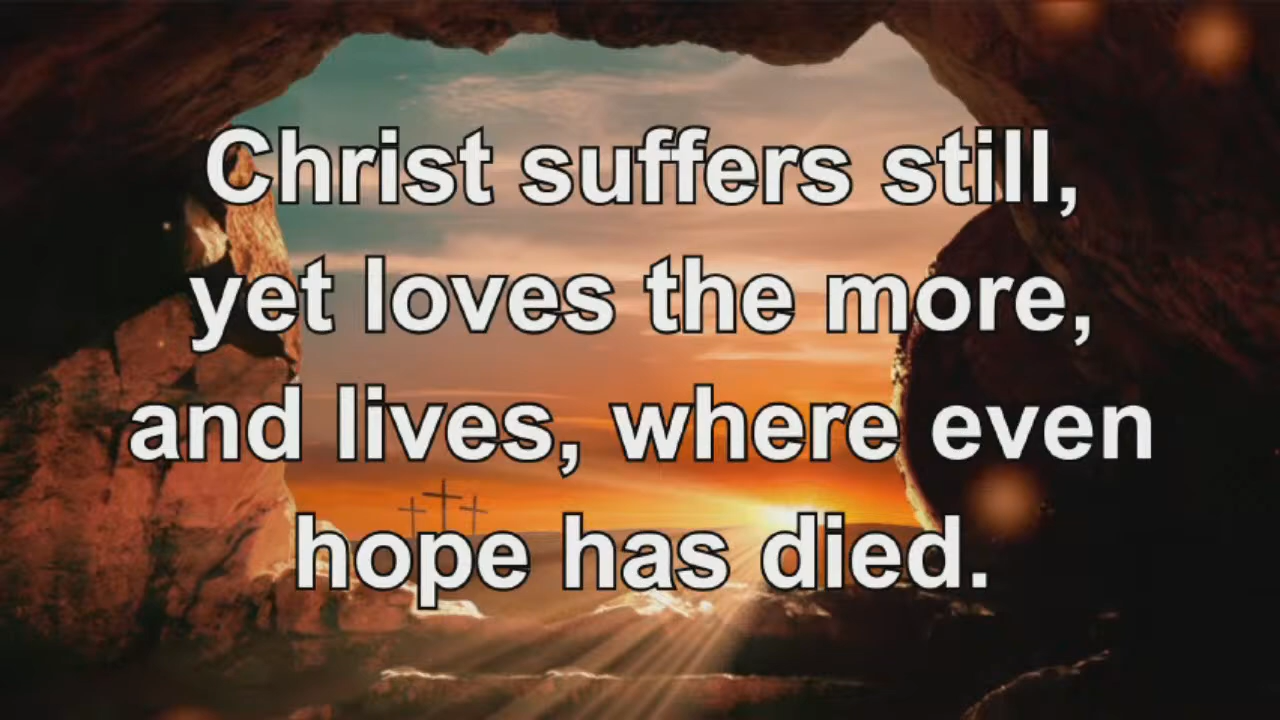 Christ suffers still,
yet loves the more,
and lives, where even
hope has died.